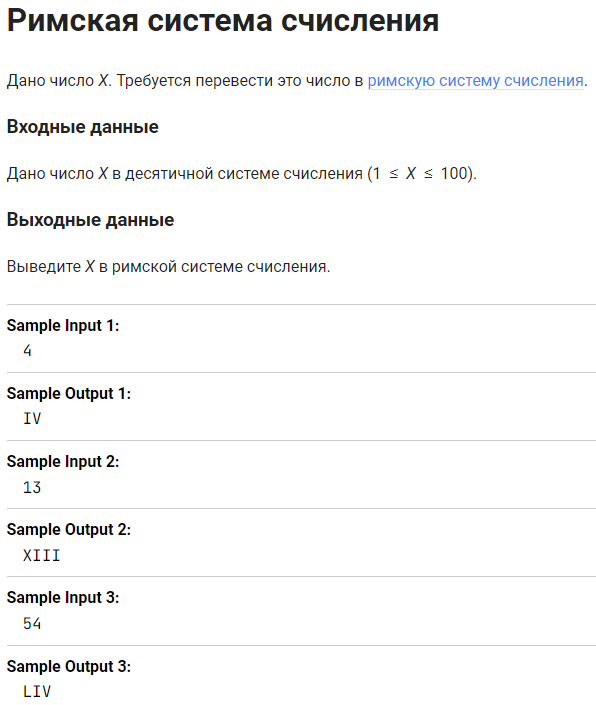 Римская система счисления
Дано число X. Требуется перевести это число в римскую систему счисления.
Входные данные
Дано число X в десятичной системе счисления (1 ≤ X ≤ 100).
Выходные данные
Выведите X в римской системе счисления.
Sample Input 1:
4
Sample Output 1:
IV
Sample Input 2:
13
Sample Output 2:
XIII
Sample Input 3:
54
Sample Output 3:
LIV